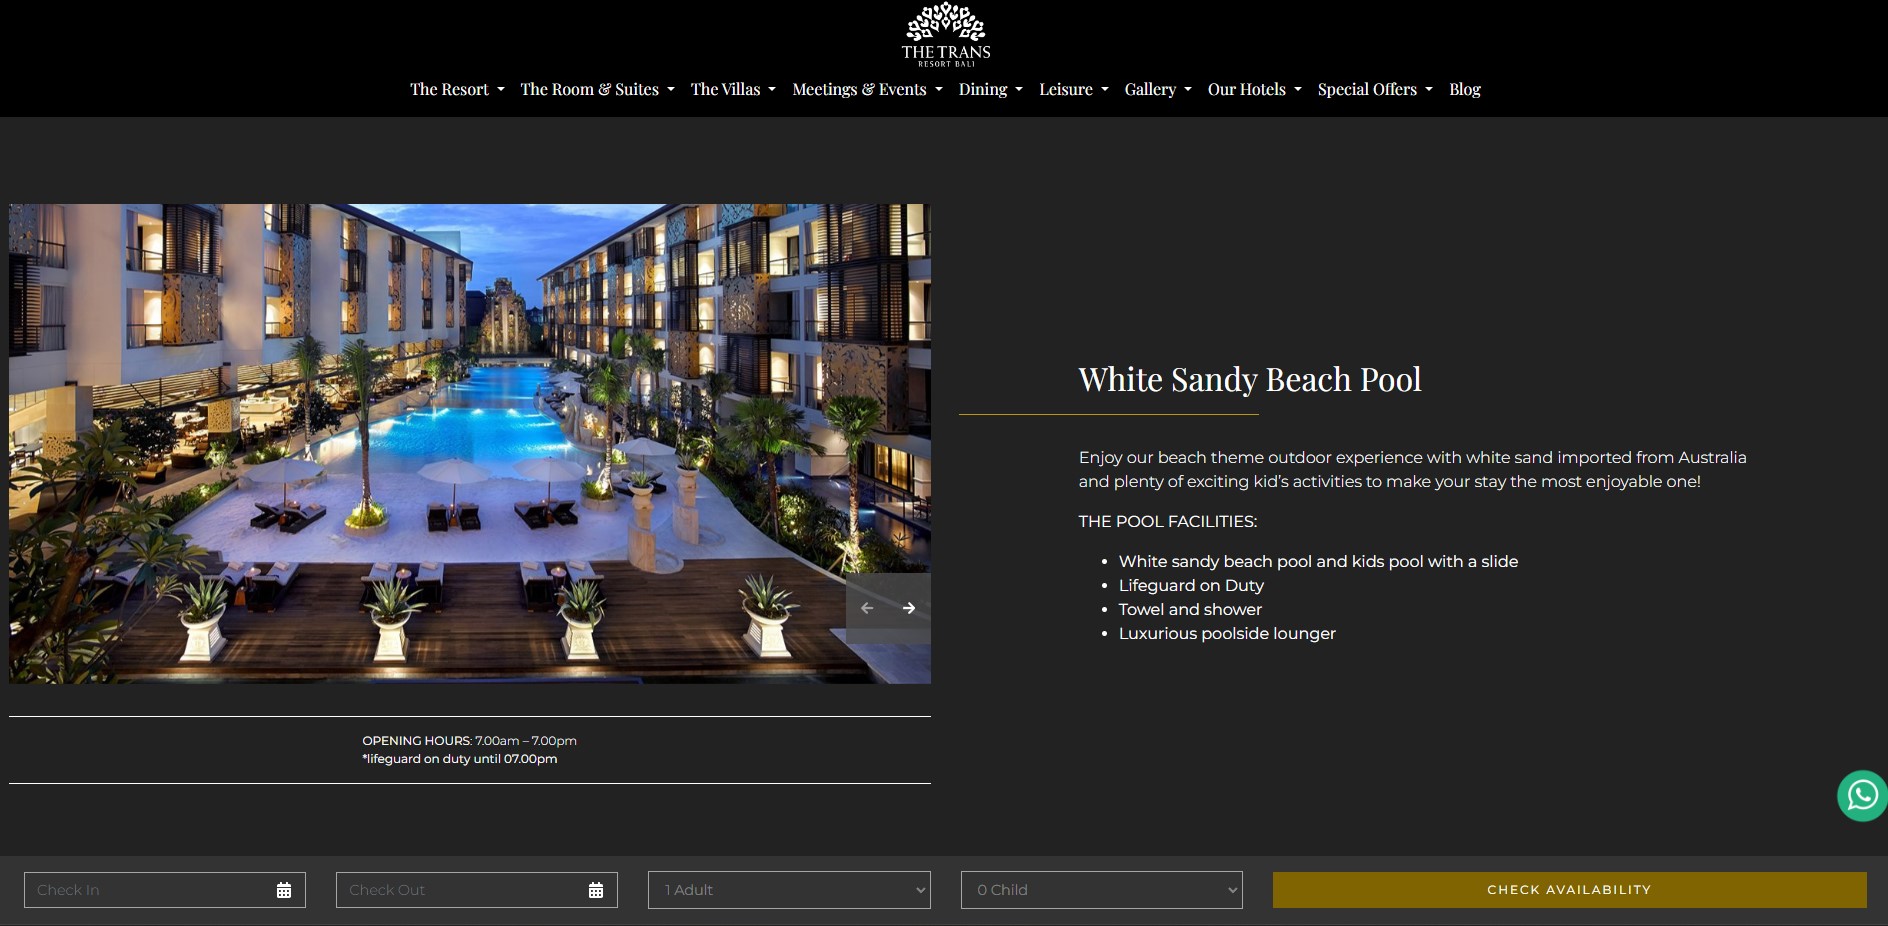 THE TRANS
RESORT BALI
The Resort The Room & Suites The Villas Meetings & Events Dining Leisure Gallery Our Hotels Special Offers Blog
White Sandy Beach Pool
Enjoy our beach theme outdoor experience with white sand imported from Australia
and plenty of exciting kid's activities to make your stay the most enjoyable one!
THE POOL FACILITIES:
• White sandy beach pool and kids pool with a slide
• Lifeguard on Duty
• Towel and shower
• Luxurious poolside lounger
OPENING HOURS: 7.00am – 7.00pm
*lifeguard on duty until 07.00pm
Check In Check Out 1 Adult 0 Child CHECK AVAILABILITY